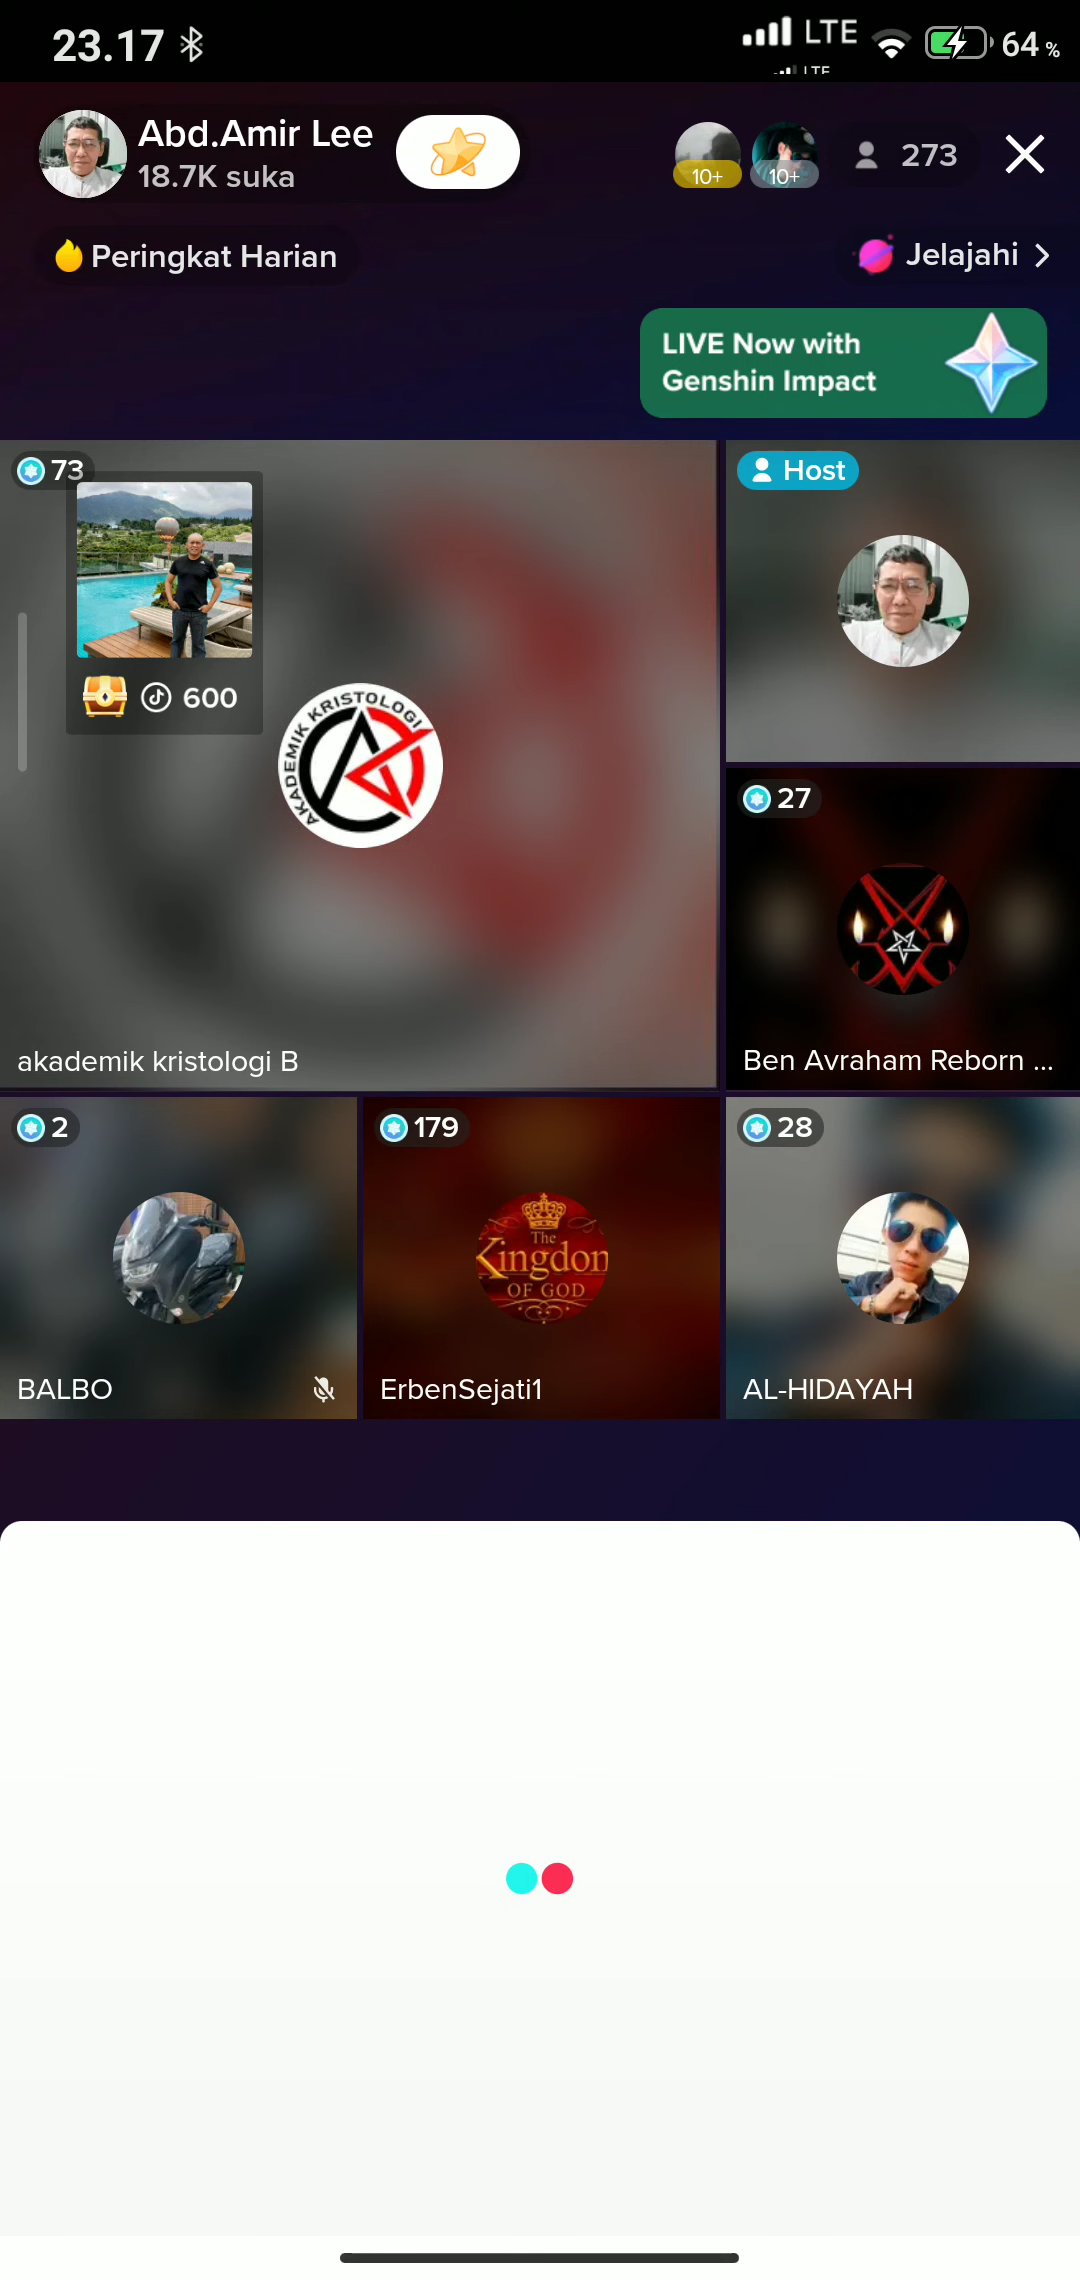 23.17
LTE
64 %
LTE
Abd.Amir Lee
18.7K suka
10+
10+
273
Peringkat Harian
Jelajahi
LIVE Now with
Genshin Impact
73
Host
600
AKADEMIK KRISTOLOGI
27
akademik kristologi B
Ben Avraham Reborn ...
2
179
28
The
Kingdom
OF GOD
BALBO
ErbenSejati1
AL-HIDAYAH